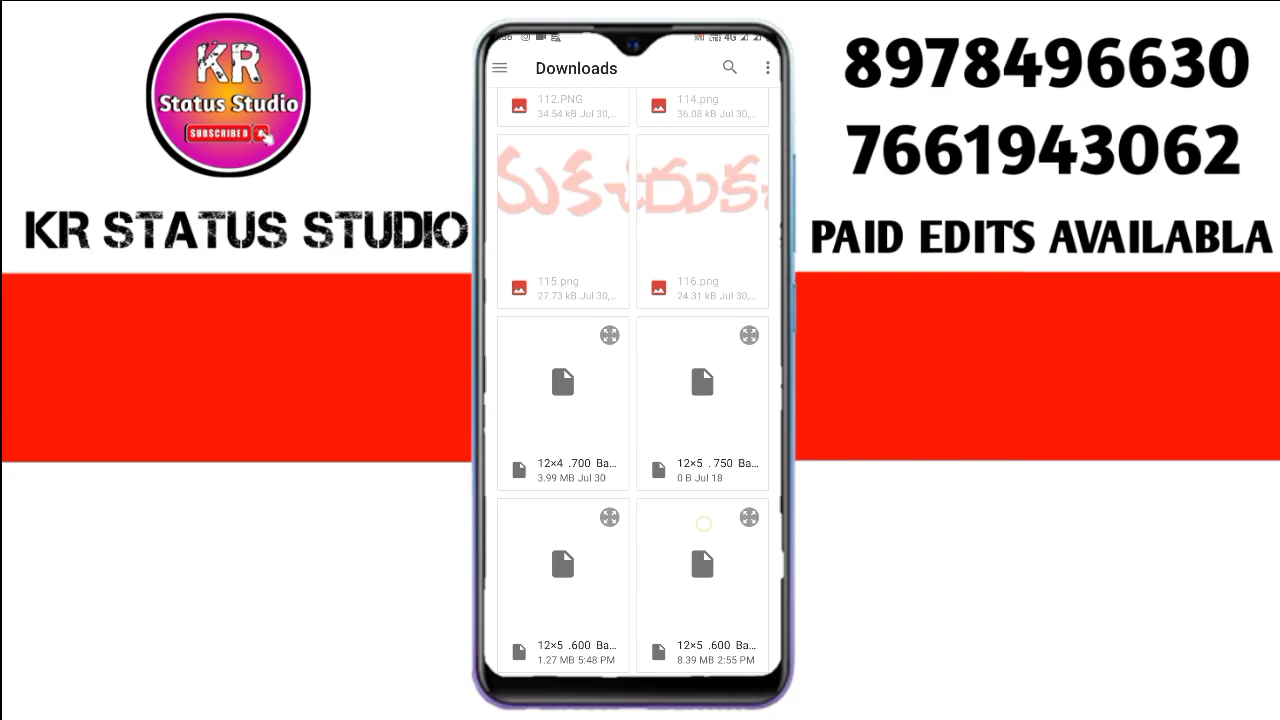 KR
Status Studio
SUBSCRIBED
KR STATUS STUDIO
4G
Downloads
112.PNG
34.54 kB Jul 30,...
114.png
36.08 kB Jul 30,...
115.png
27.73 kB Jul 30,...
116.png
24.31 kB Jul 30,...
12×4 .700 Ba...
3.99 MB Jul 30
12×5 .750 Ba...
0 B Jul 18
12×5 .600 Ba...
1.27 MB 5:48 PM
12×5 .600 Ba...
8.39 MB 2:55 PM
8978496630
7661943062
PAID EDITS AVAILABLA